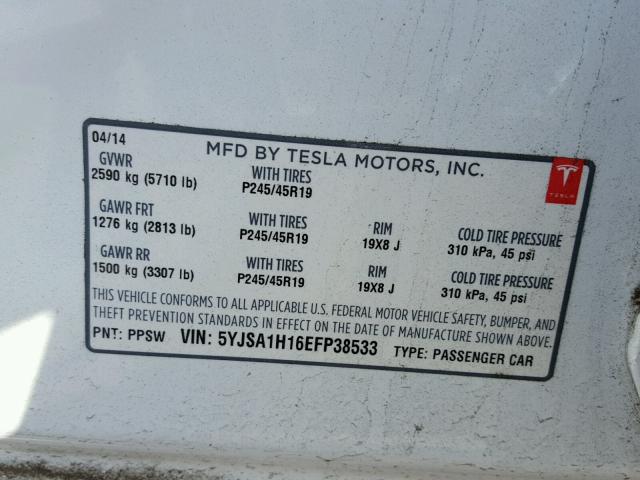 04/14
MFD BY TESLA MOTORS, INC.
GVWR WITH TIRES
2590 kg (5710 lb) P245/45R19
TESLA
GAWR FRT WITH TIRES RIM COLD TIRE PRESSURE
1276 kg (2813 lb) P245/45R19 19X8 J 310 kPa, 45 psi
GAWR RR WITH TIRES RIM COLD TIRE PRESSURE
1500 kg (3307 lb) P245/45R19 19X8 J 310 kPa, 45 psi
THIS VEHICLE CONFORMS TO ALL APPLICABLE U.S. FEDERAL MOTOR VEHICLE SAFETY, BUMPER, AND
THEFT PREVENTION STANDARDS IN EFFECT ON THE DATE OF MANUFACTURE SHOWN ABOVE.
PNT: PPSW VIN: 5YJSA1H16EFP38533 TYPE: PASSENGER CAR